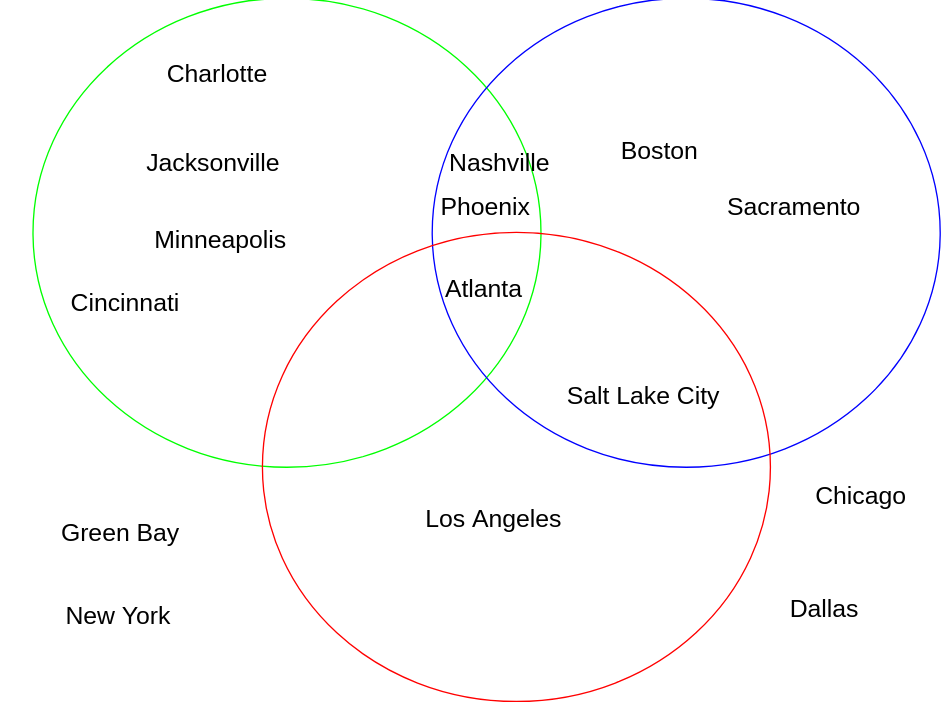 Charlotte
Boston
Jacksonville
Nashville
Phoenix
Sacramento
Minneapolis
Atlanta
Cincinnati
Salt Lake City
Chicago
Los Angeles
Green Bay
Dallas
New York